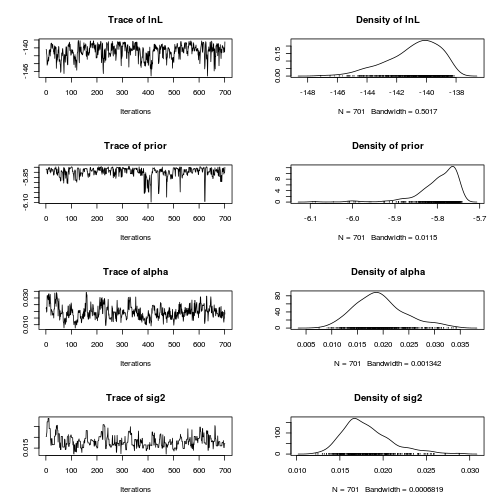 Trace of lnL
-146 -140
0 100 200 300 400 500 600 700
Iterations
Density of lnL
0.00 0.15
-148 -146 -144 -142 -140 -138
N = 701 Bandwidth = 0.5017
Trace of prior
-6.10 -5.85
0 100 200 300 400 500 600 700
Iterations
Density of prior
0 4 8
-6.1 -6.0 -5.9 -5.8 -5.7
N = 701 Bandwidth = 0.0115
Trace of alpha
0.010 0.030
0 100 200 300 400 500 600 700
Iterations
Density of alpha
0 40 80
0.005 0.010 0.015 0.020 0.025 0.030 0.035
N = 701 Bandwidth = 0.001342
Trace of sig2
0.015
0 100 200 300 400 500 600 700
Iterations
Density of sig2
0 100
0.010 0.015 0.020 0.025 0.030
N = 701 Bandwidth = 0.0006819